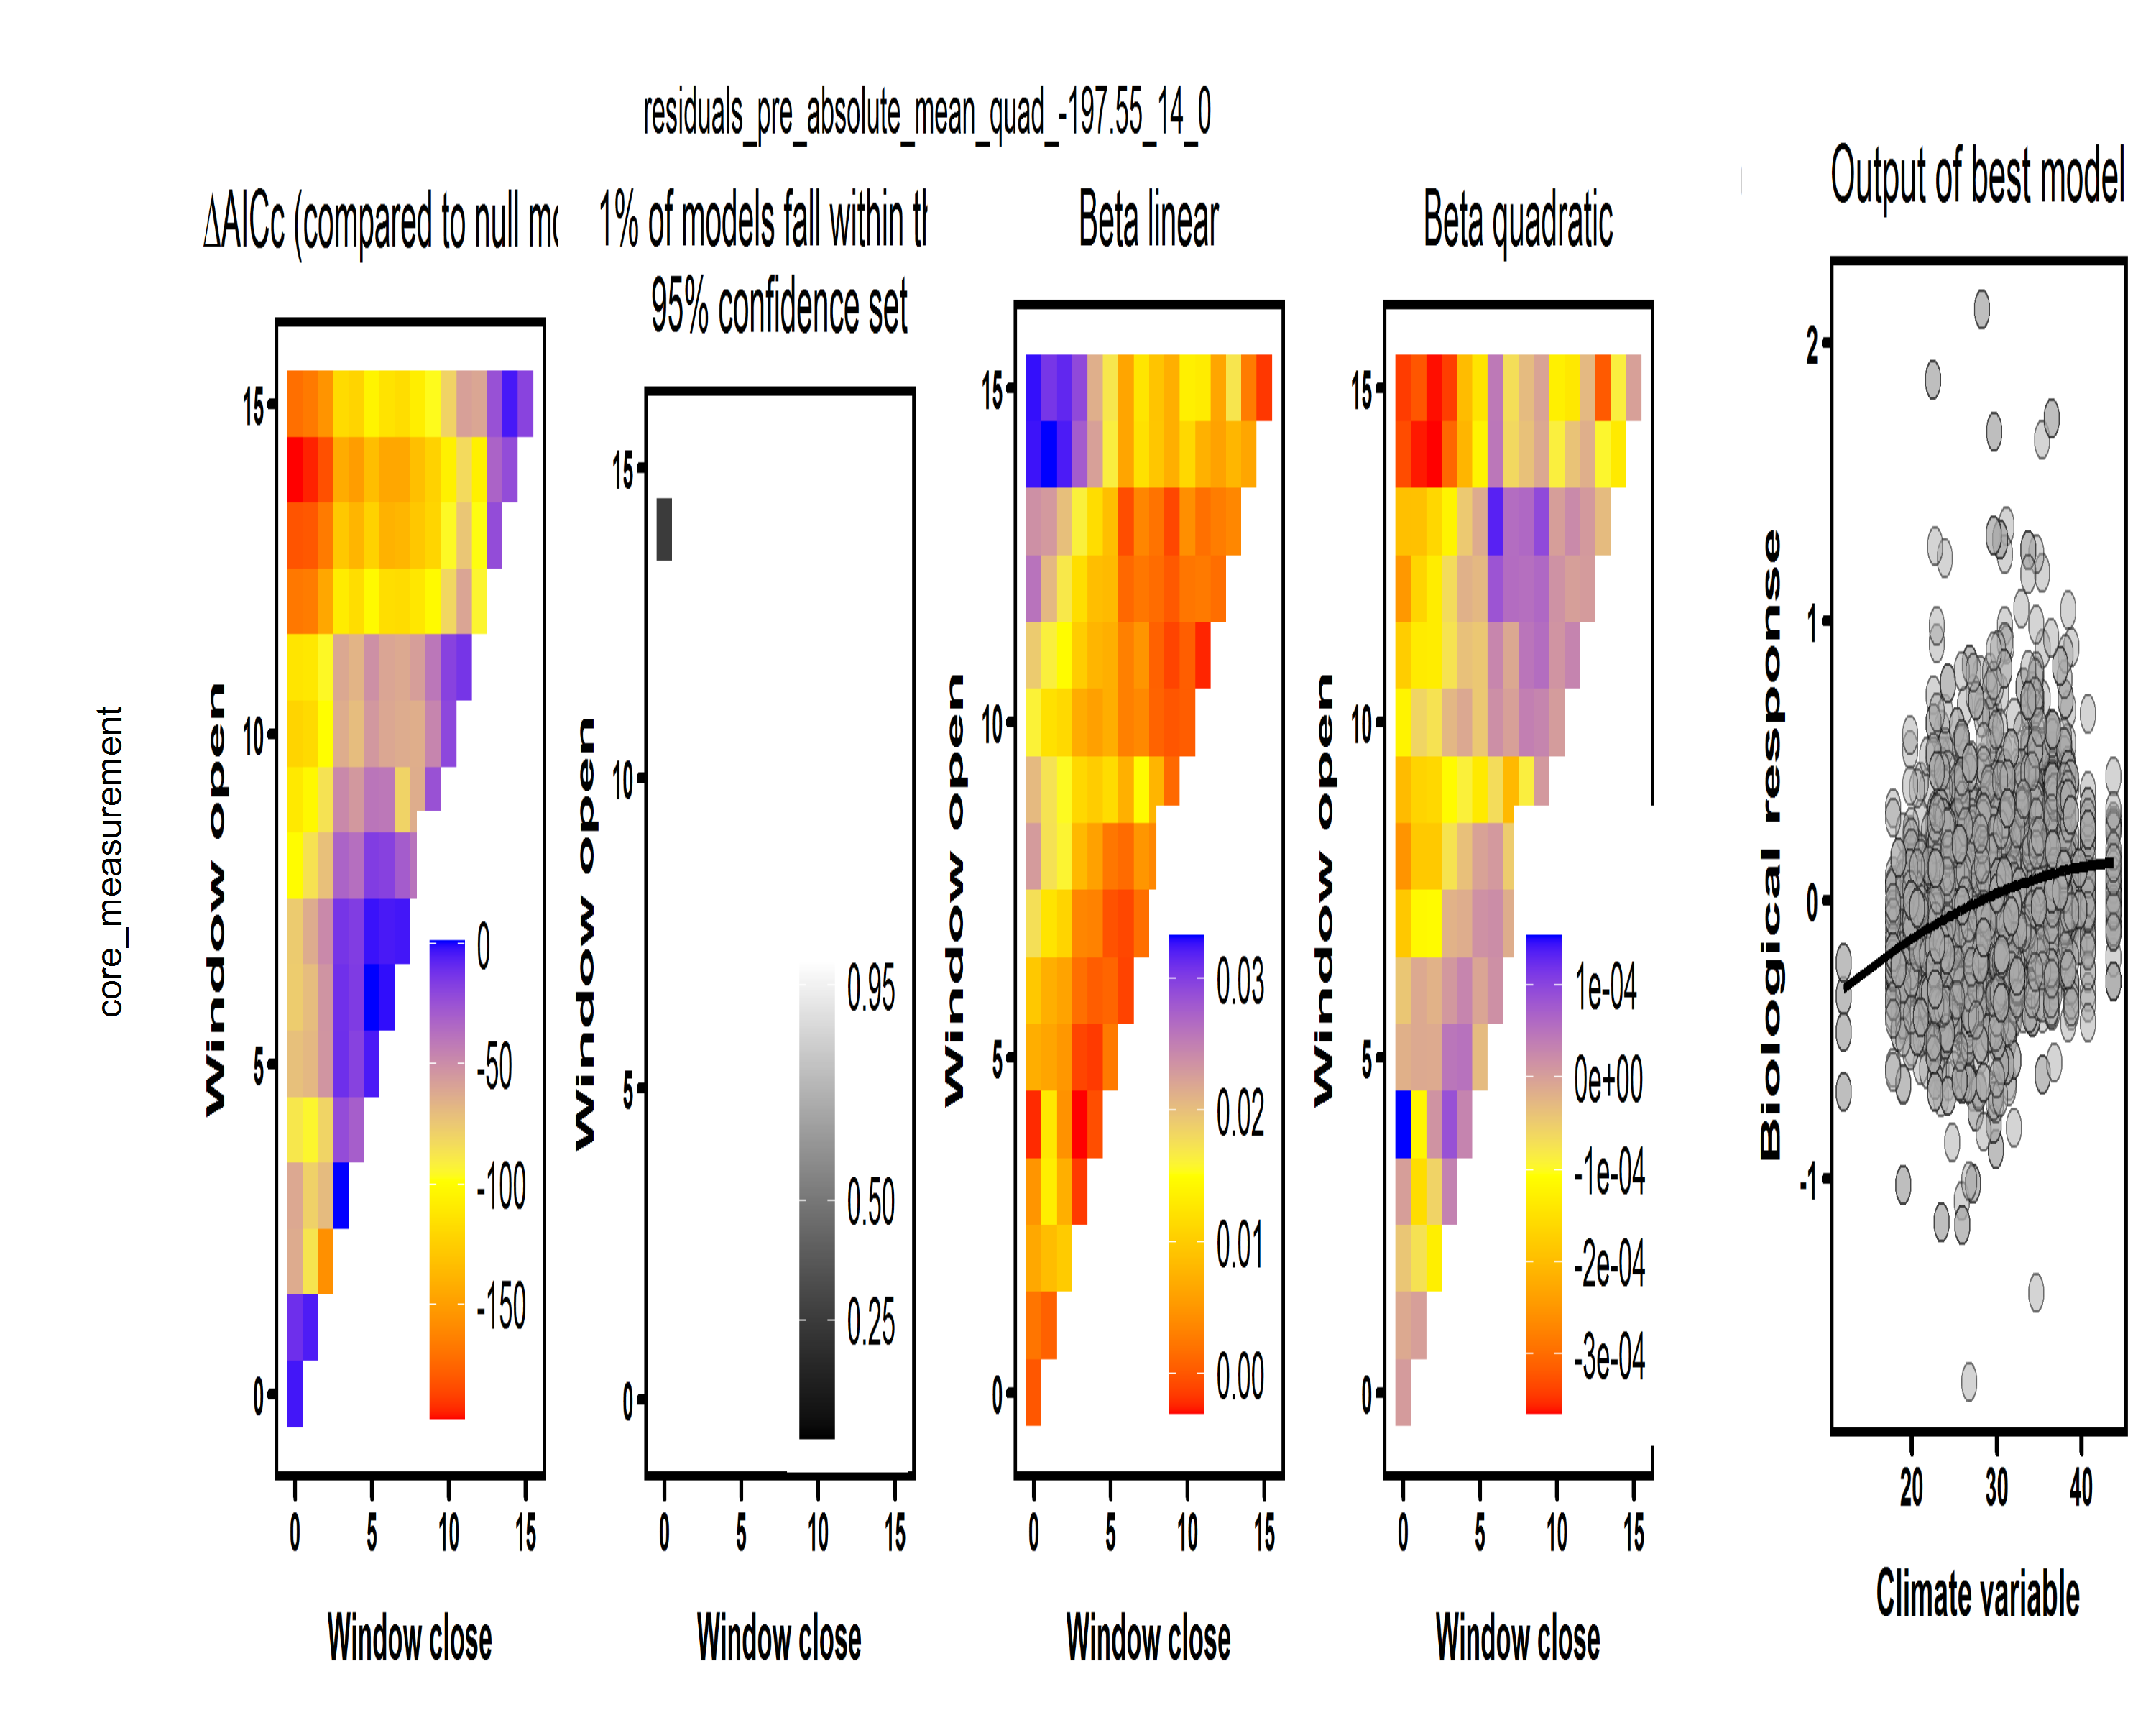 residuals_pre_absolute_mean_quad_-197.55_14_0
core_measurement
ΔAICc (compared to null mo
Window open
15
10
5
0
0
-50
-100
-150
0 5 10 15
Window close
1% of models fall within th
95% confidence set
Window open
15
10
5
0
0.95
0.50
0.25
0 5 10 15
Window close
Beta linear
Window open
15
10
5
0
0.03
0.02
0.01
0.00
0 5 10 15
Window close
Beta quadratic
Window open
15
10
5
0
1e-04
0e+00
-1e-04
-2e-04
-3e-04
0 5 10 15
Window close
Output of best model
Biological response
2
1
0
-1
20 30 40
Climate variable